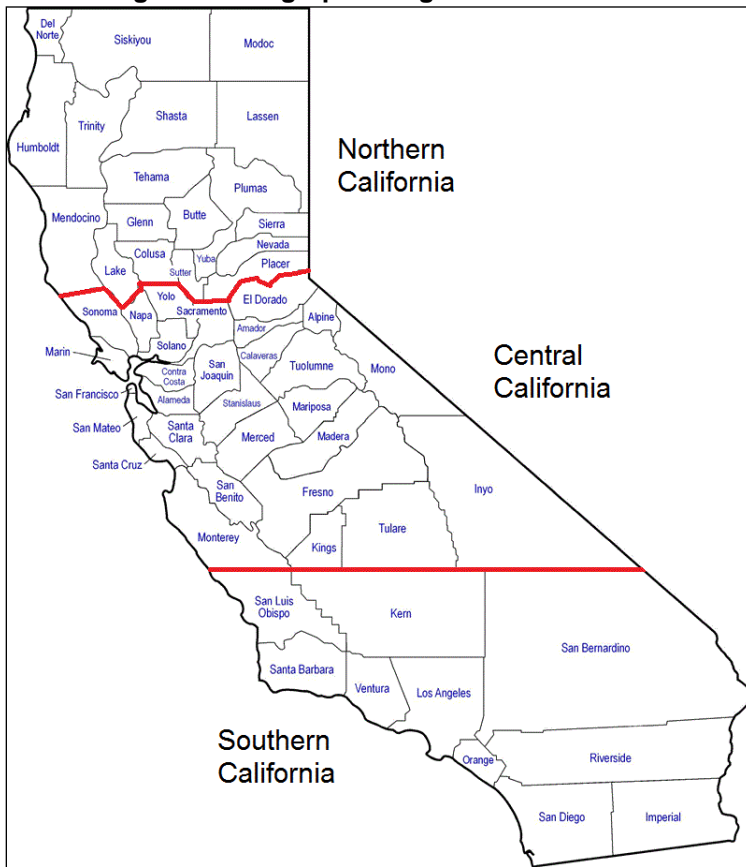 Del
Norte
Siskiyou
Modoc
Trinity
Shasta
Lassen
Humboldt
Tehama
Plumas
Mendocino
Glenn
Butte
Sierra
Nevada
Colusa
Yuba
Placer
Lake
Sutter
Northern
California
Yolo
Sonoma
Napa
Sacramento
El Dorado
Alpine
Amador
Solano
Marin
Calaveras
Contra
Costa
San
Joaquin
Tuolumne
Mono
Central
California
San Francisco
Alameda
Stanislaus
Mariposa
San Mateo
Santa
Clara
Merced
Madera
Santa Cruz
San
Benito
Fresno
Inyo
Monterey
Kings
Tulare
San Luis
Obispo
Kern
San Bernardino
Santa Barbara
Ventura
Los Angeles
Southern
California
Orange
Riverside
San Diego
Imperial